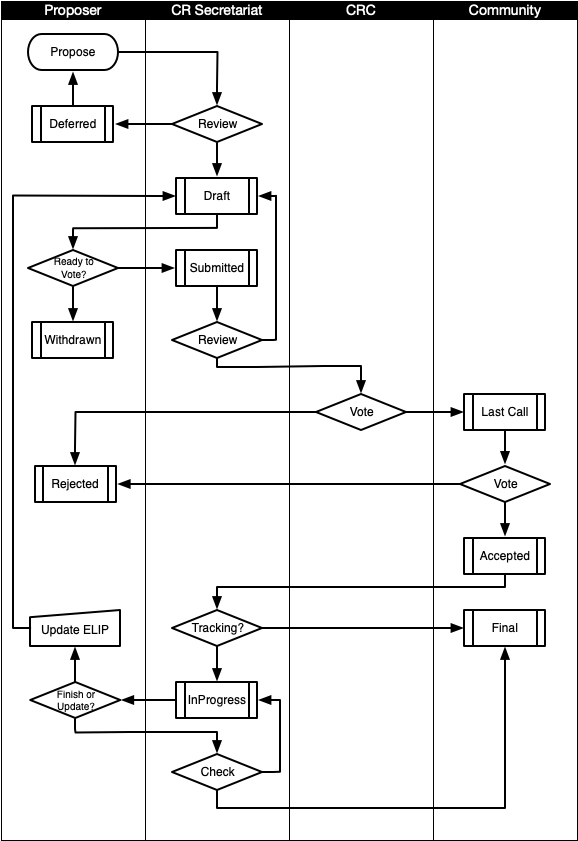 Proposer
CR Secretariat
CRC
Community
Propose
Deferred
Review
Draft
Ready to
Vote?
Submitted
Withdrawn
Review
Vote
Last Call
Rejected
Vote
Accepted
Update ELIP
Tracking?
Final
Finish or
Update?
InProgress
Check